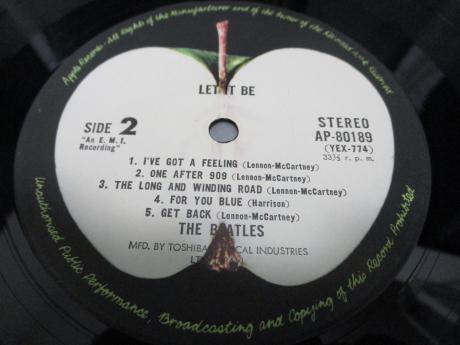 Apple Records-All Rights of the Manufacturer and of the Owner of the Recorded Work Reserved
LET IT BE
SIDE 2
"An E.M.I. Recording"
STEREO
AP-80189
(YEX-774)
33⅓ r.p.m.
1. I'VE GOT A FEELING (Lennon-McCartney)
2. ONE AFTER 909 (Lennon-McCartney)
3. THE LONG AND WINDING ROAD (Lennon-McCartney)
4. FOR YOU BLUE (Harrison)
5. GET BACK (Lennon-McCartney)
THE BEATLES
MFD. BY TOSHIBA MUSICAL INDUSTRIES
Unauthorised Public Performance, Broadcasting and Copying of this Record Prohibited